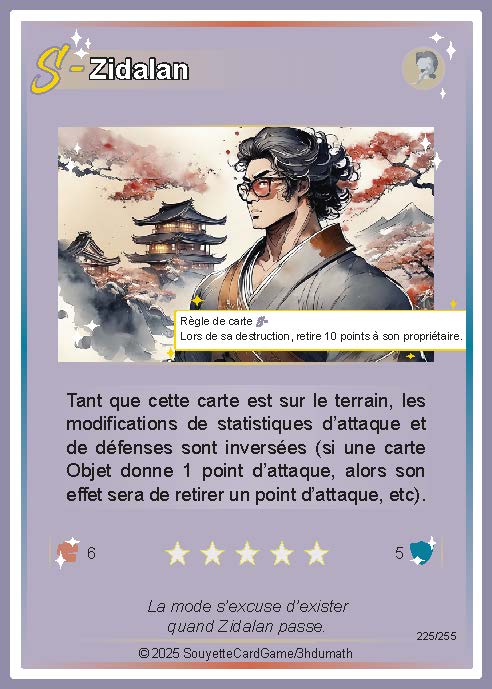 S- Zidalan
Règle de carte S-
Lors de sa destruction, retire 10 points à son propriétaire.
Tant que cette carte est sur le terrain, les
modifications de statistiques d'attaque et
de défenses sont inversées (si une carte
Objet donne 1 point d'attaque, alors son
effet sera de retirer un point d'attaque, etc).
6
5
La mode s'excuse d'exister
quand Zidalan passe.
225/255
© 2025 SouyetteCardGame/3hdumath